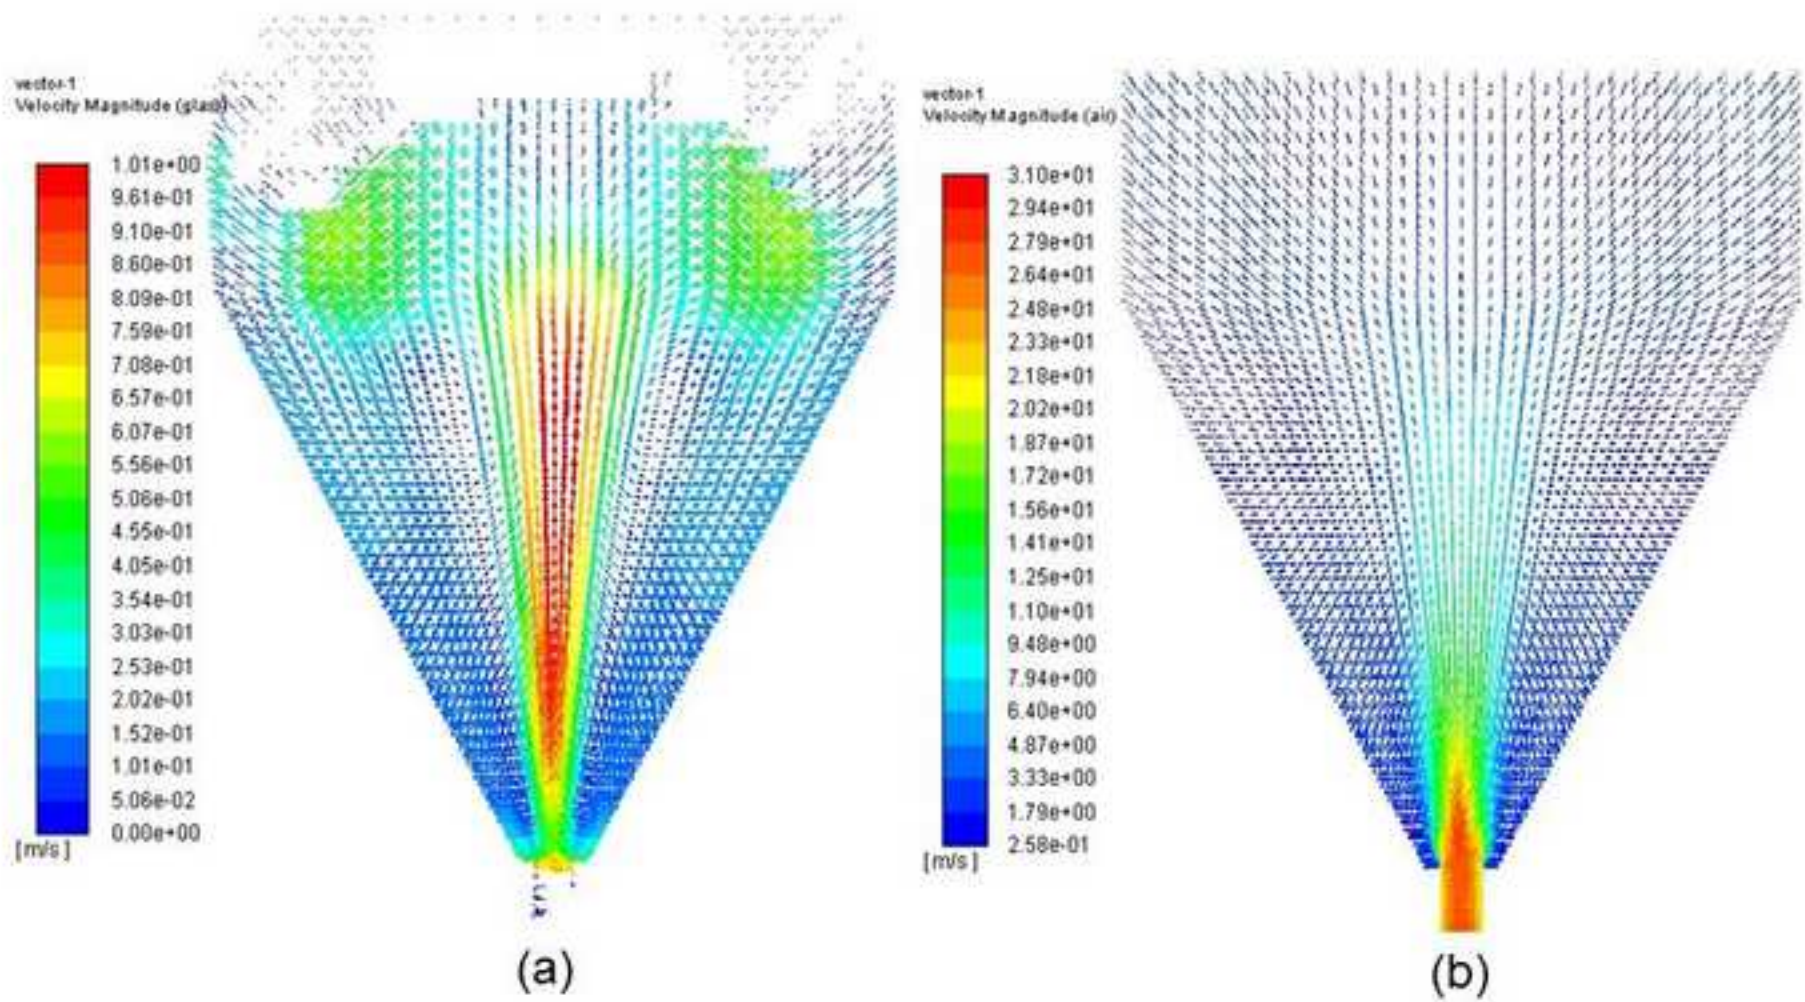 vector-1
Velocity Magnitude (glass)
1.01e+00
9.61e-01
9.10e-01
8.60e-01
8.09e-01
7.59e-01
7.08e-01
6.57e-01
6.07e-01
5.56e-01
5.06e-01
4.55e-01
4.05e-01
3.54e-01
3.03e-01
2.53e-01
2.02e-01
1.52e-01
1.01e-01
5.06e-02
0.00e+00
[m/s]
(a)
vector-1
Velocity Magnitude (air)
3.10e+01
2.94e+01
2.79e+01
2.64e+01
2.48e+01
2.33e+01
2.18e+01
2.02e+01
1.87e+01
1.72e+01
1.56e+01
1.41e+01
1.25e+01
1.10e+01
9.48e+00
7.94e+00
6.40e+00
4.87e+00
3.33e+00
1.79e+00
2.58e-01
[m/s]
(b)